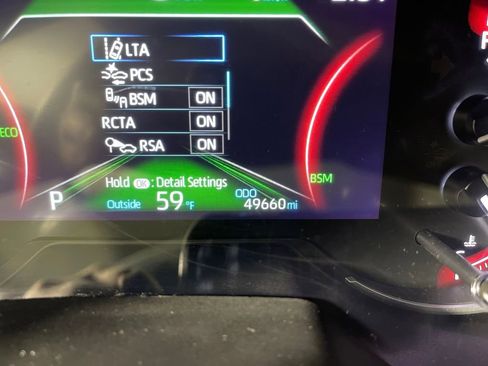 LTA
PCS
BSM ON
RCTA ON
RSA ON
ECO
BSM
Hold OK : Detail Settings
P
Outside 59 °F
ODO
49660 mi